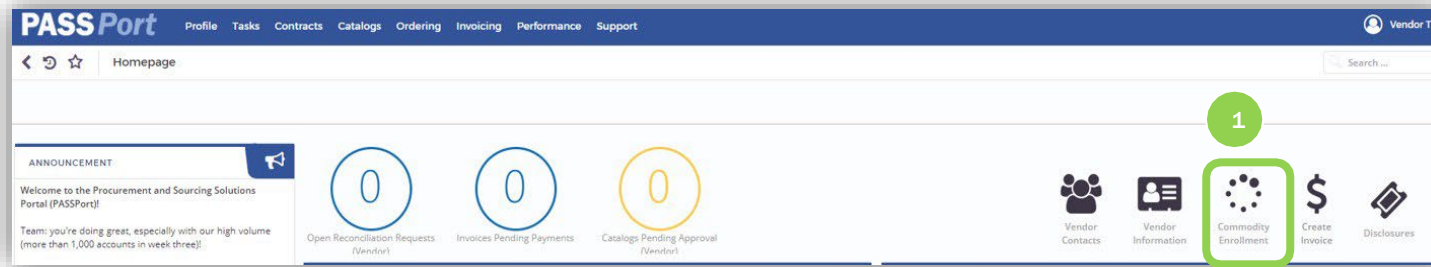 PASSPort Profile Tasks Contracts Catalogs Ordering Invoicing Performance Support Vendor T
Homepage Search ...
1
ANNOUNCEMENT
Welcome to the Procurement and Sourcing Solutions
Portal (PASSPort)!
Team: you're doing great, especially with our high volume
(more than 1,000 accounts in week three)!
0
Open Reconciliation Requests
(Vendor)
0
Invoices Pending Payments
0
Catalogs Pending Approval
(Vendor)
Vendor
Contacts
Vendor
Information
Commodity
Enrollment
$
Create
Invoice
Disclosures